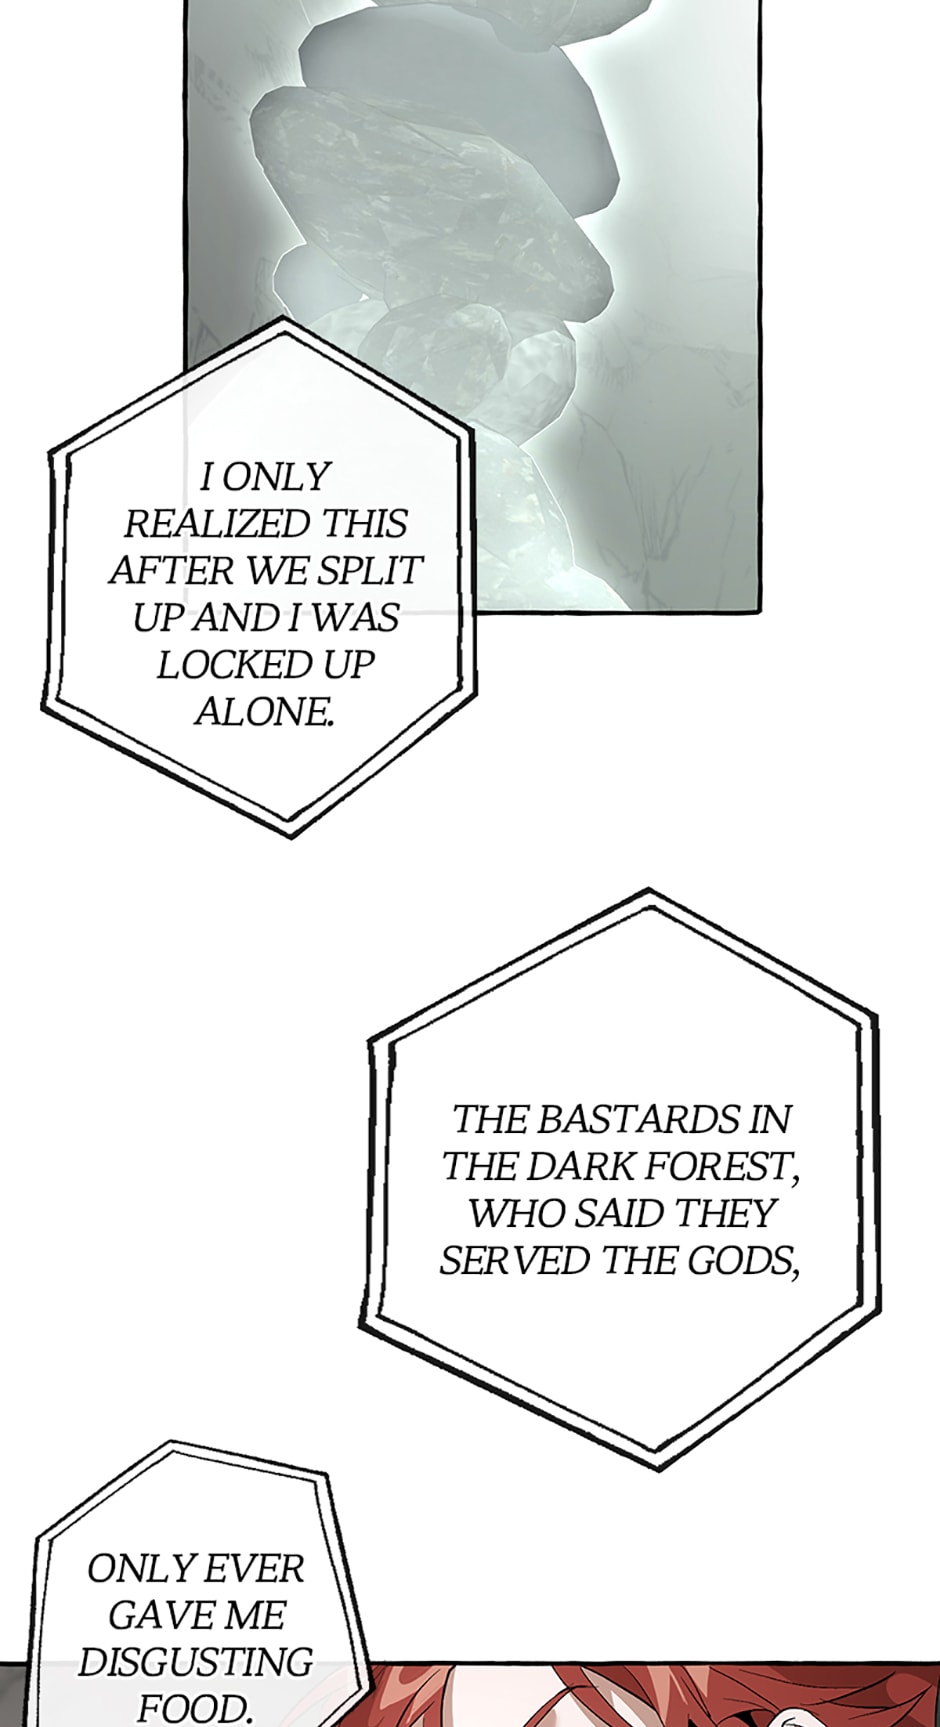 I ONLY
REALIZED THIS
AFTER WE SPLIT
UP AND I WAS
LOCKED UP
ALONE.
THE BASTARDS IN
THE DARK FOREST,
WHO SAID THEY
SERVED THE GODS,
ONLY EVER
GAVE ME
DISGUSTING
FOOD.